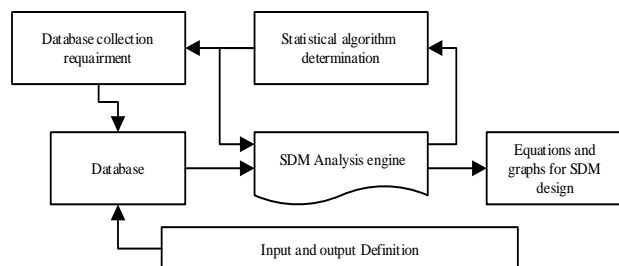 Database collection
requairment
Statistical algorithm
determination
Database
SDM Analysis engine
Equations and
graphs for SDM
design
Input and output Definition